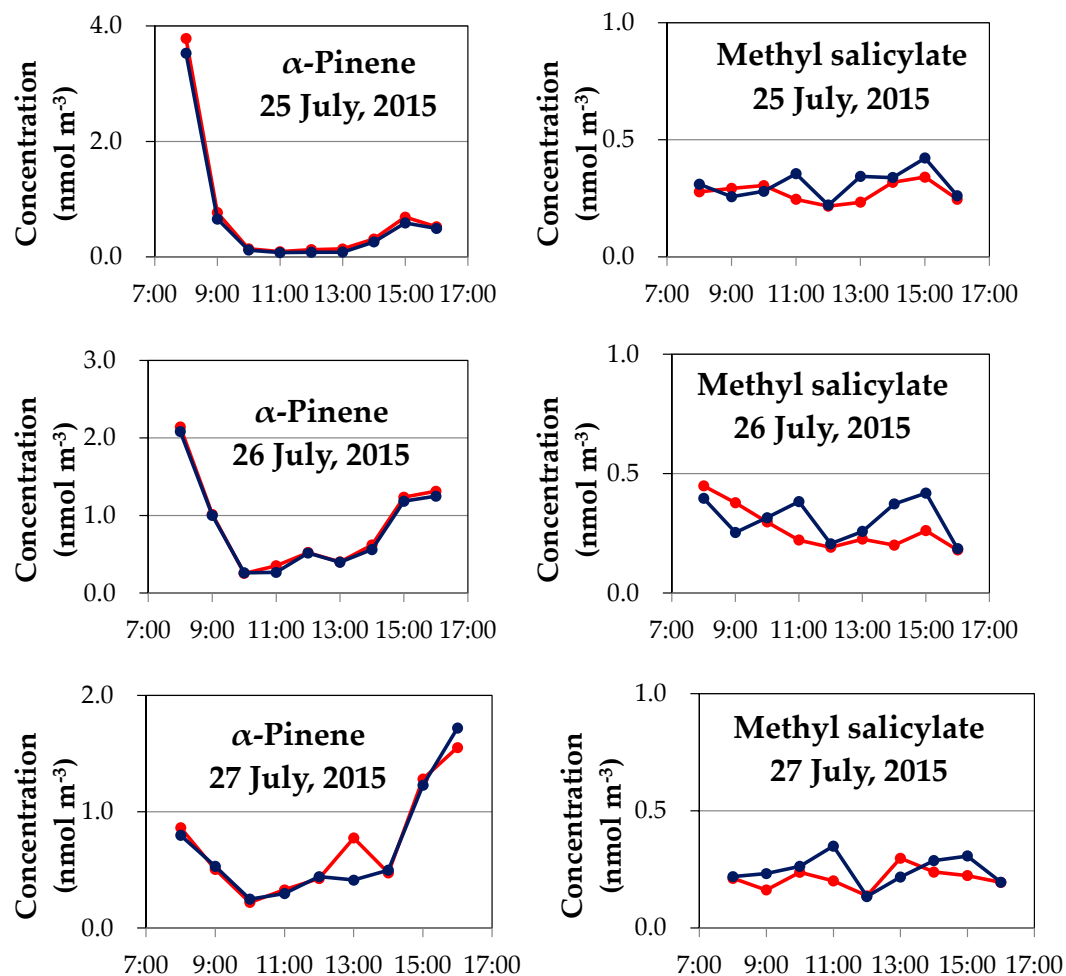 Concentration
(nmol m-3)
4.0
2.0
0.0
α-Pinene
25 July, 2015
7:00 9:00 11:00 13:00 15:00 17:00
Concentration
(nmol m-3)
1.0
0.5
0.0
Methyl salicylate
25 July, 2015
7:00 9:00 11:00 13:00 15:00 17:00
Concentration
(nmol m-3)
3.0
2.0
1.0
0.0
α-Pinene
26 July, 2015
7:00 9:00 11:00 13:00 15:00 17:00
Concentration
(nmol m-3)
1.0
0.5
0.0
Methyl salicylate
26 July, 2015
7:00 9:00 11:00 13:00 15:00 17:00
Concentration
(nmol m-3)
2.0
1.0
0.0
α-Pinene
27 July, 2015
7:00 9:00 11:00 13:00 15:00 17:00
Concentration
(nmol m-3)
1.0
0.5
0.0
Methyl salicylate
27 July, 2015
7:00 9:00 11:00 13:00 15:00 17:00